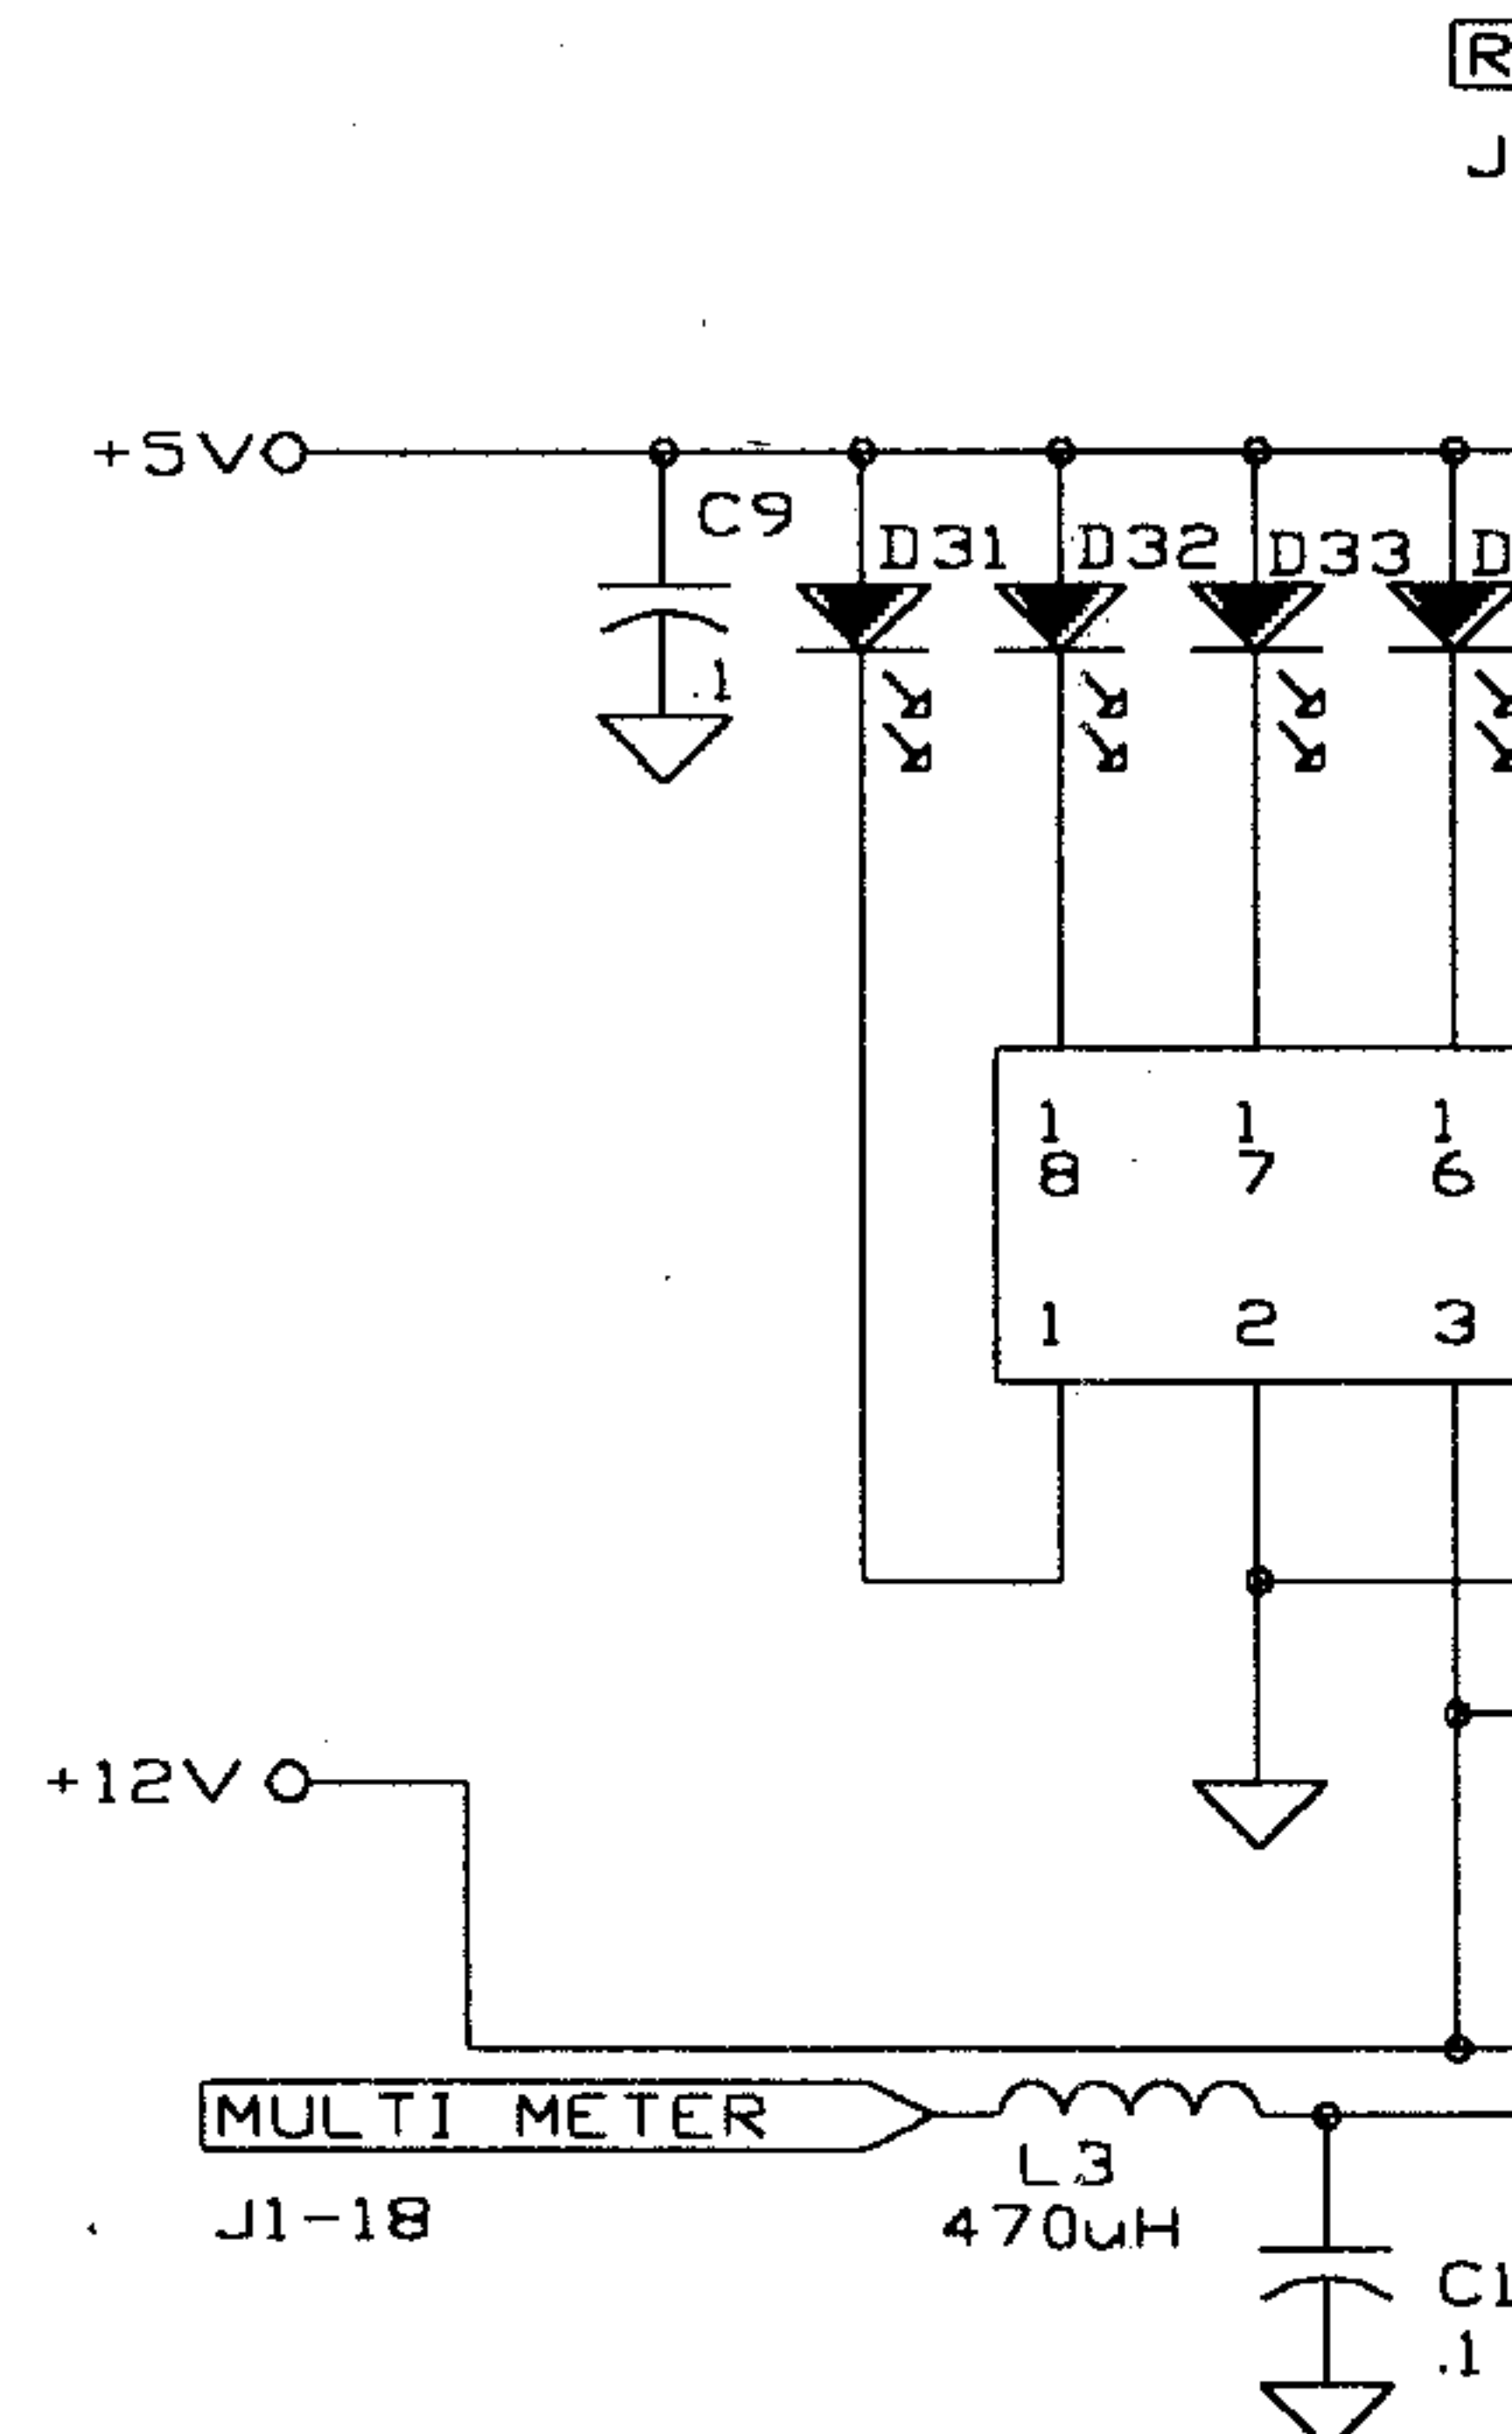 R
J
+5V
C9
D31 D32 D33 D
.1
1 1 1
8 7 6
1 2 3
+12V
MULTI METER
L3
J1-18
470uH
C1
.1